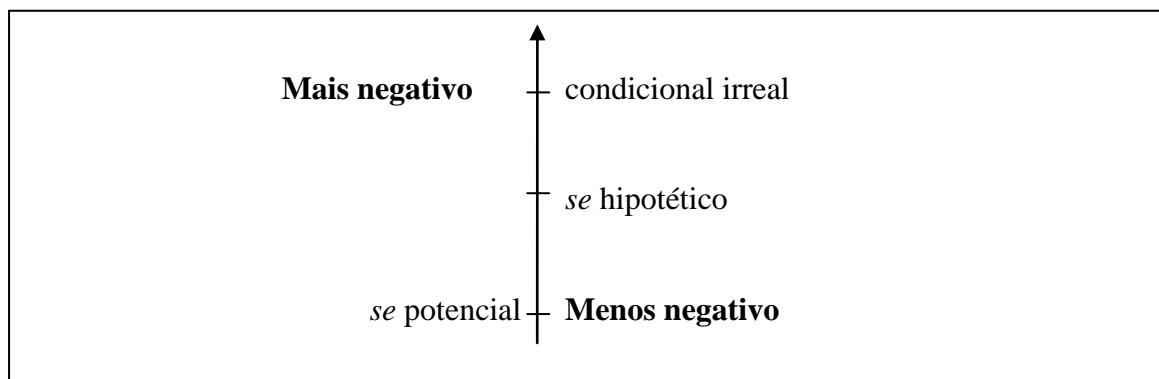 Mais negativo condicional irreal
se hipotético
se potencial Menos negativo